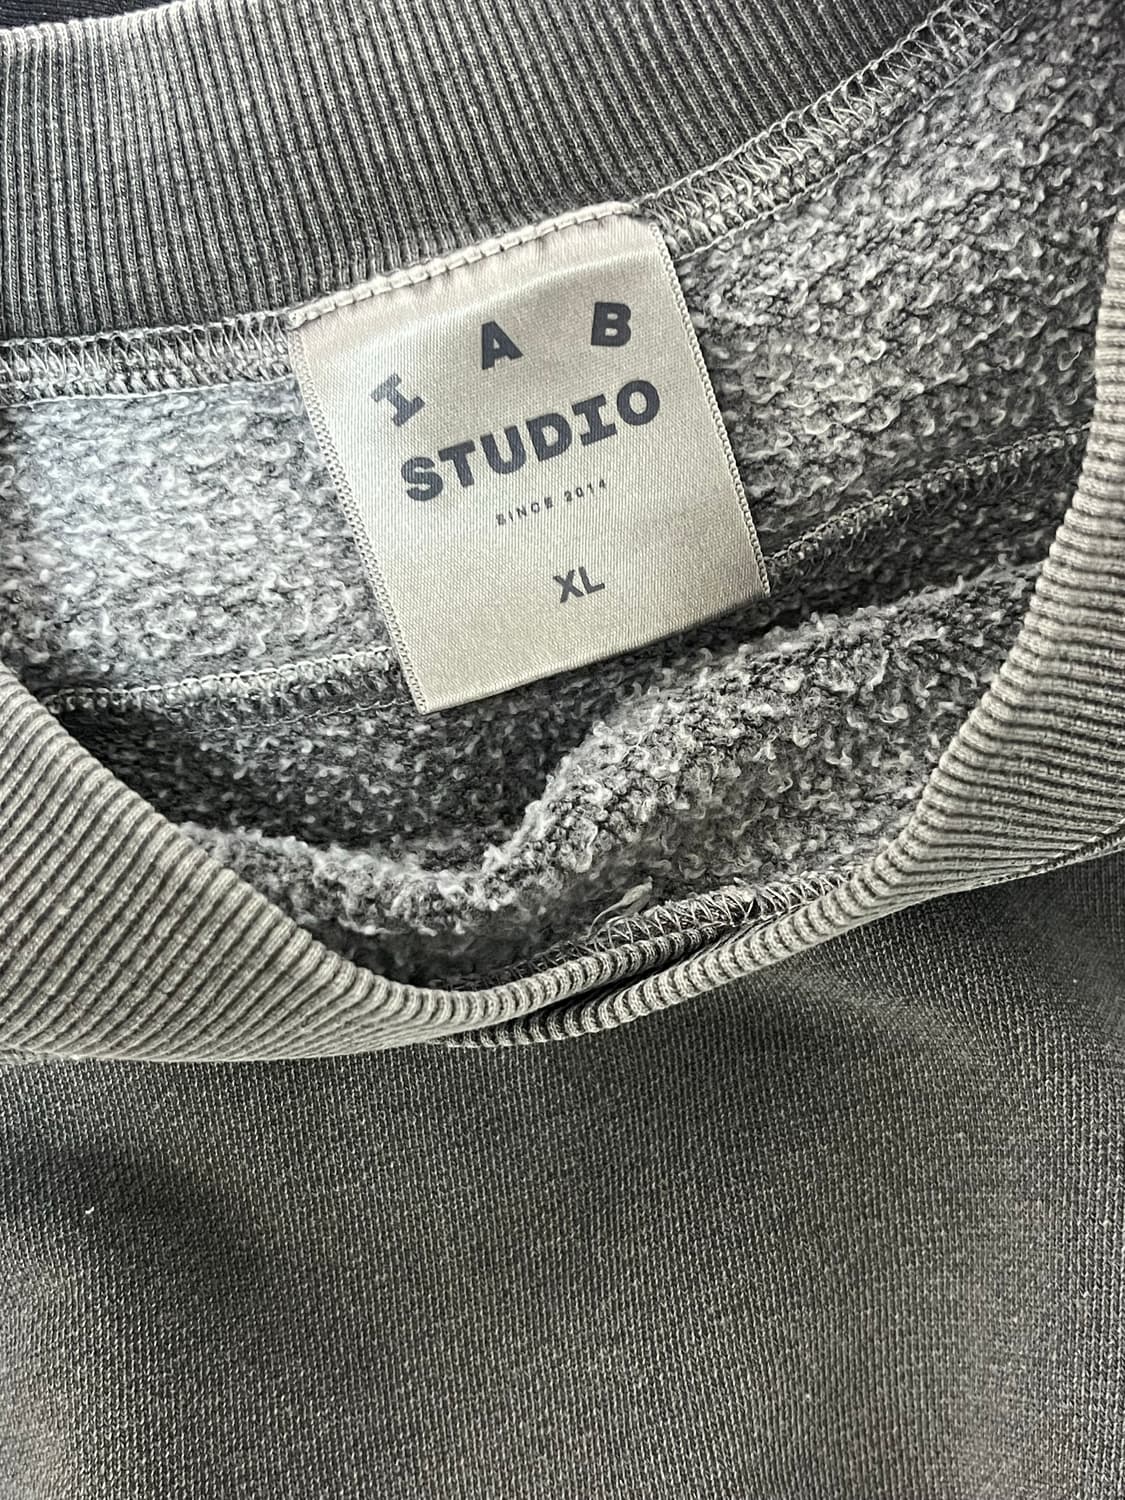 I A B
STUDIO
SINCE 2014
XL